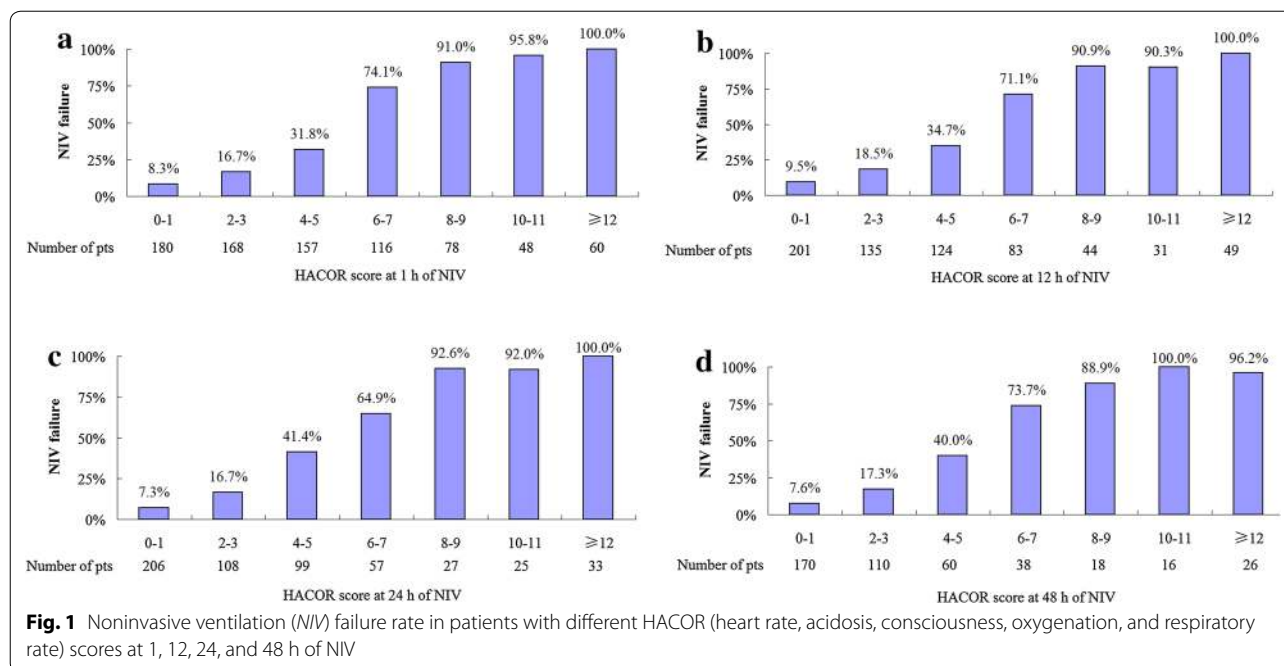 a
NIV failure
100%
75%
50%
25%
0%
8.3%
16.7%
31.8%
74.1%
91.0%
95.8%
100.0%
0-1 2-3 4-5 6-7 8-9 10-11 ≥12
Number of pts 180 168 157 116 78 48 60
HACOR score at 1 h of NIV
b
NIV failure
100%
75%
50%
25%
0%
9.5%
18.5%
34.7%
71.1%
90.9%
90.3%
100.0%
0-1 2-3 4-5 6-7 8-9 10-11 ≥12
Number of pts 201 135 124 83 44 31 49
HACOR score at 12 h of NIV
c
NIV failure
100%
75%
50%
25%
0%
7.3%
16.7%
41.4%
64.9%
92.6%
92.0%
100.0%
0-1 2-3 4-5 6-7 8-9 10-11 ≥12
Number of pts 206 108 99 57 27 25 33
HACOR score at 24 h of NIV
d
NIV failure
100%
75%
50%
25%
0%
7.6%
17.3%
40.0%
73.7%
88.9%
100.0%
96.2%
0-1 2-3 4-5 6-7 8-9 10-11 ≥12
Number of pts 170 110 60 38 18 16 26
HACOR score at 48 h of NIV
Fig. 1 Noninvasive ventilation (NIV) failure rate in patients with different HACOR (heart rate, acidosis, consciousness, oxygenation, and respiratory
rate) scores at 1, 12, 24, and 48 h of NIV